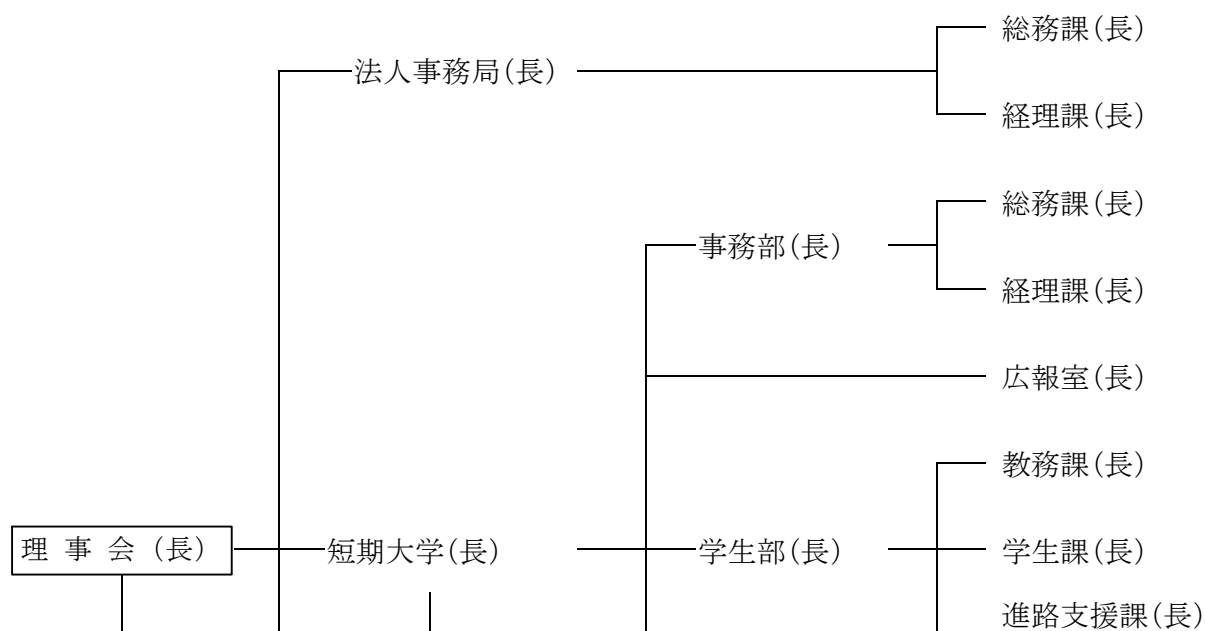 総務課(長)
法人事務局(長)
経理課(長)
総務課(長)
事務部(長)
経理課(長)
広報室(長)
教務課(長)
理 事 会 (長)
短期大学(長)
学生部(長)
学生課(長)
進路支援課(長)